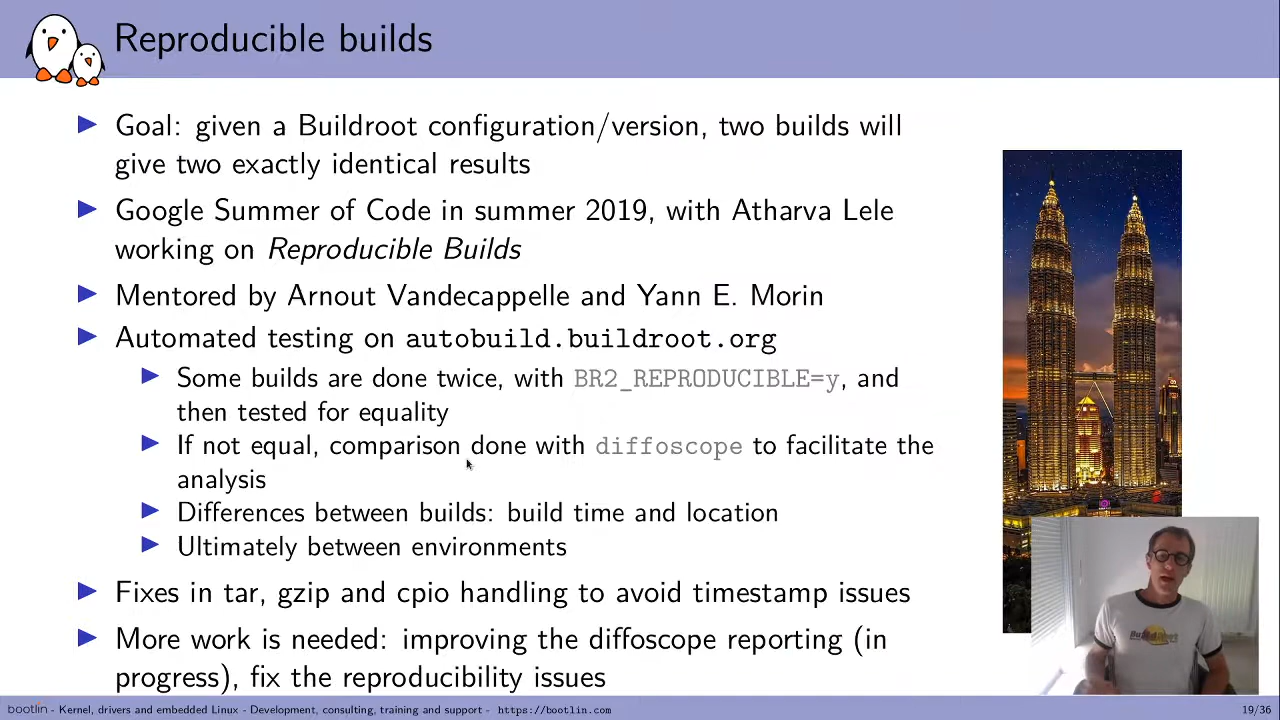 Reproducible builds
Goal: given a Buildroot configuration/version, two builds will
give two exactly identical results
Google Summer of Code in summer 2019, with Atharva Lele
working on Reproducible Builds
Mentored by Arnout Vandecappelle and Yann E. Morin
Automated testing on autobuild.buildroot.org
Some builds are done twice, with BR2_REPRODUCIBLE=y, and
then tested for equality
If not equal, comparison done with diffoscope to facilitate the
analysis
Differences between builds: build time and location
Ultimately between environments
Fixes in tar, gzip and cpio handling to avoid timestamp issues
More work is needed: improving the diffoscope reporting (in
progress), fix the reproducibility issues
bootlin - Kernel, drivers and embedded Linux - Development, consulting, training and support - https://bootlin.com
19/36